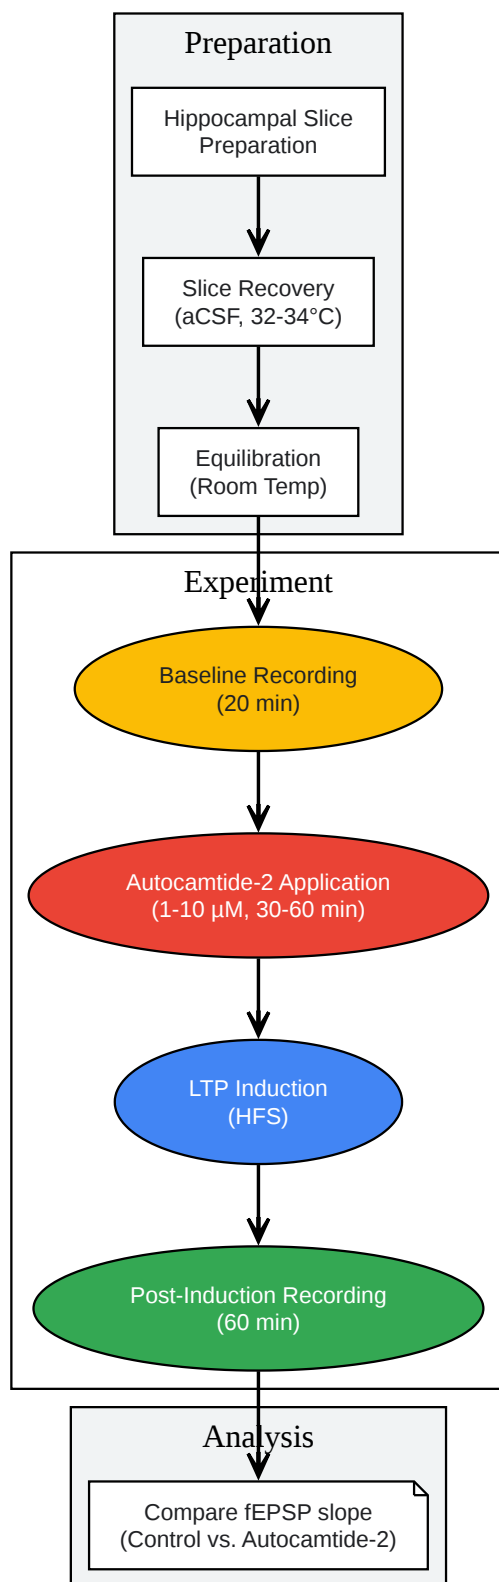 Preparation
Hippocampal Slice
Preparation
Slice Recovery
(aCSF, 32-34°C)
Equilibration
(Room Temp)
Experiment
Baseline Recording
(20 min)
Autocamtide-2 Application
(1-10 µM, 30-60 min)
LTP Induction
(HFS)
Post-Induction Recording
(60 min)
Analysis
Compare fEPSP slope
(Control vs. Autocamtide-2)